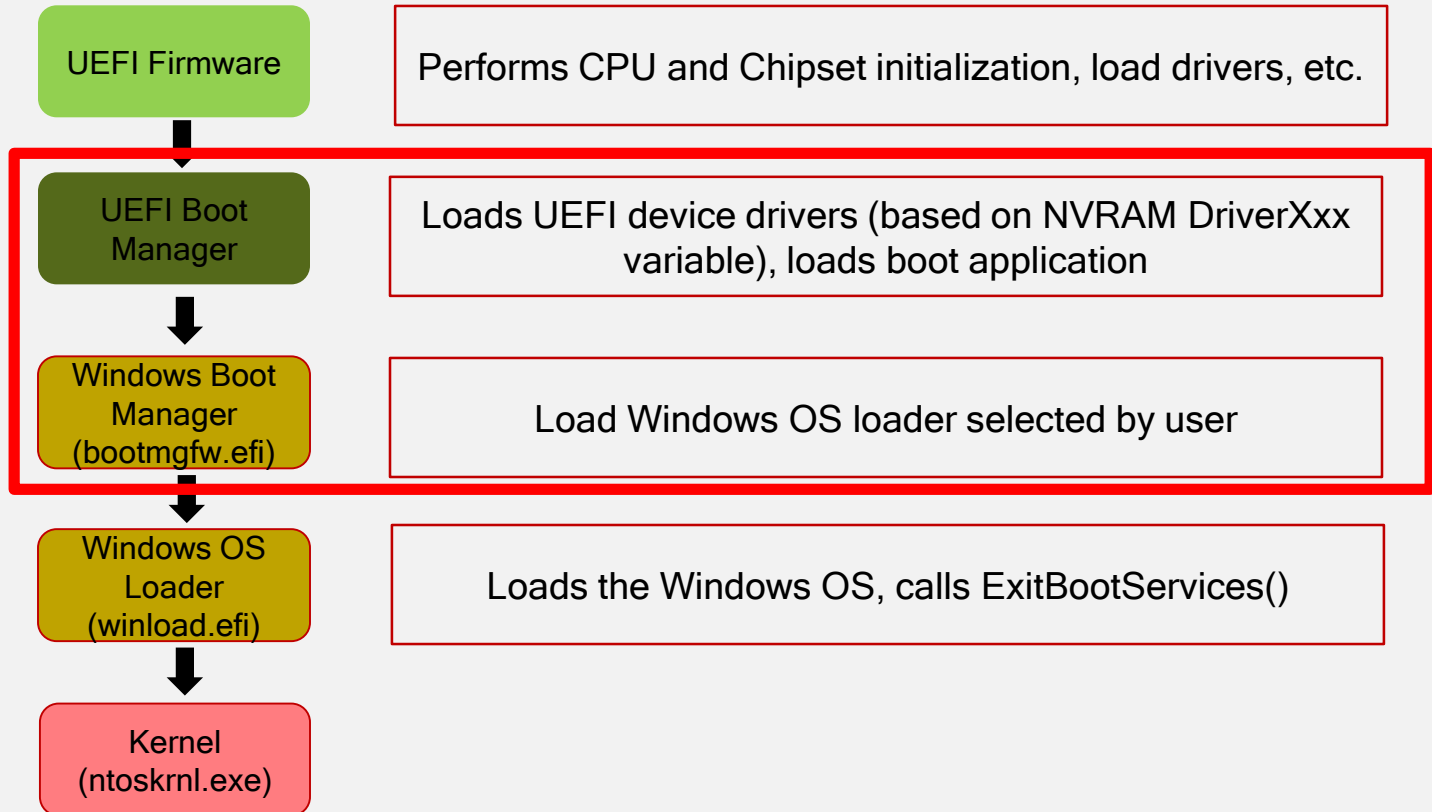 UEFI Firmware
Performs CPU and Chipset initialization, load drivers, etc.
UEFI Boot
Manager
Loads UEFI device drivers (based on NVRAM DriverXxx
variable), loads boot application
Windows Boot
Manager
(bootmgfw.efi)
Load Windows OS loader selected by user
Windows OS
Loader
(winload.efi)
Loads the Windows OS, calls ExitBootServices()
Kernel
(ntoskrnl.exe)